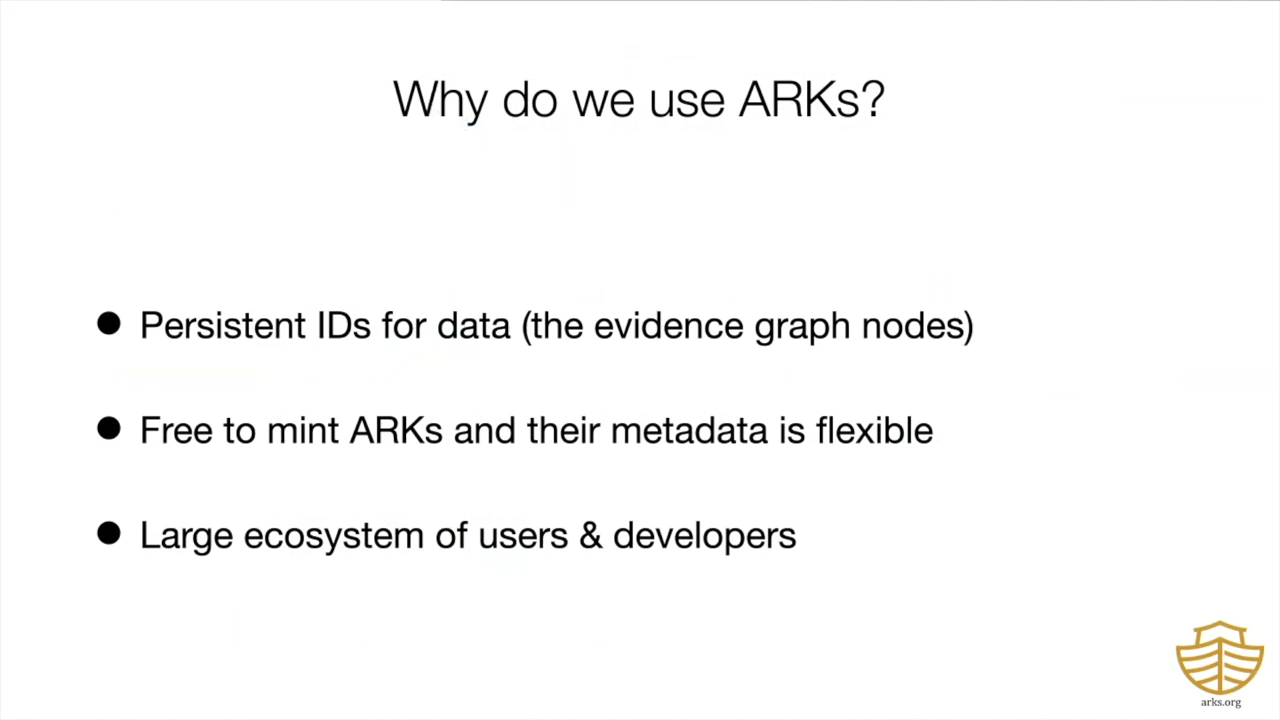 Why do we use ARKs?
● Persistent IDs for data (the evidence graph nodes)
● Free to mint ARKs and their metadata is flexible
● Large ecosystem of users & developers
arks.org